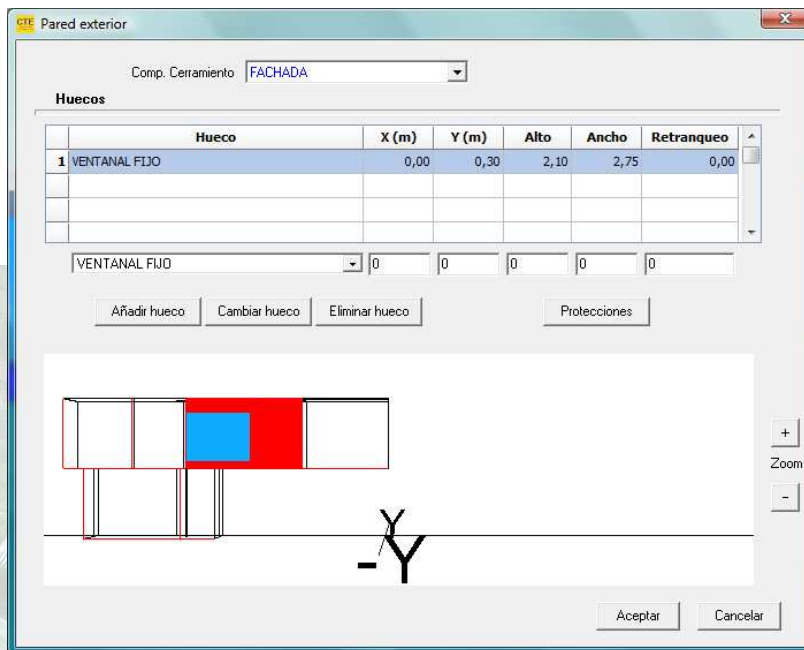 CTE Pared exterior
Comp. Cerramiento FACHADA
Huecos
Hueco X (m) Y (m) Alto Ancho Retranqueo
1 VENTANAL FIJO 0,00 0,30 2,10 2,75 0,00
VENTANAL FIJO 0 0 0 0 0
Añadir hueco Cambiar hueco Eliminar hueco Protecciones
+
Zoom
-
Y
-Y
Aceptar Cancelar